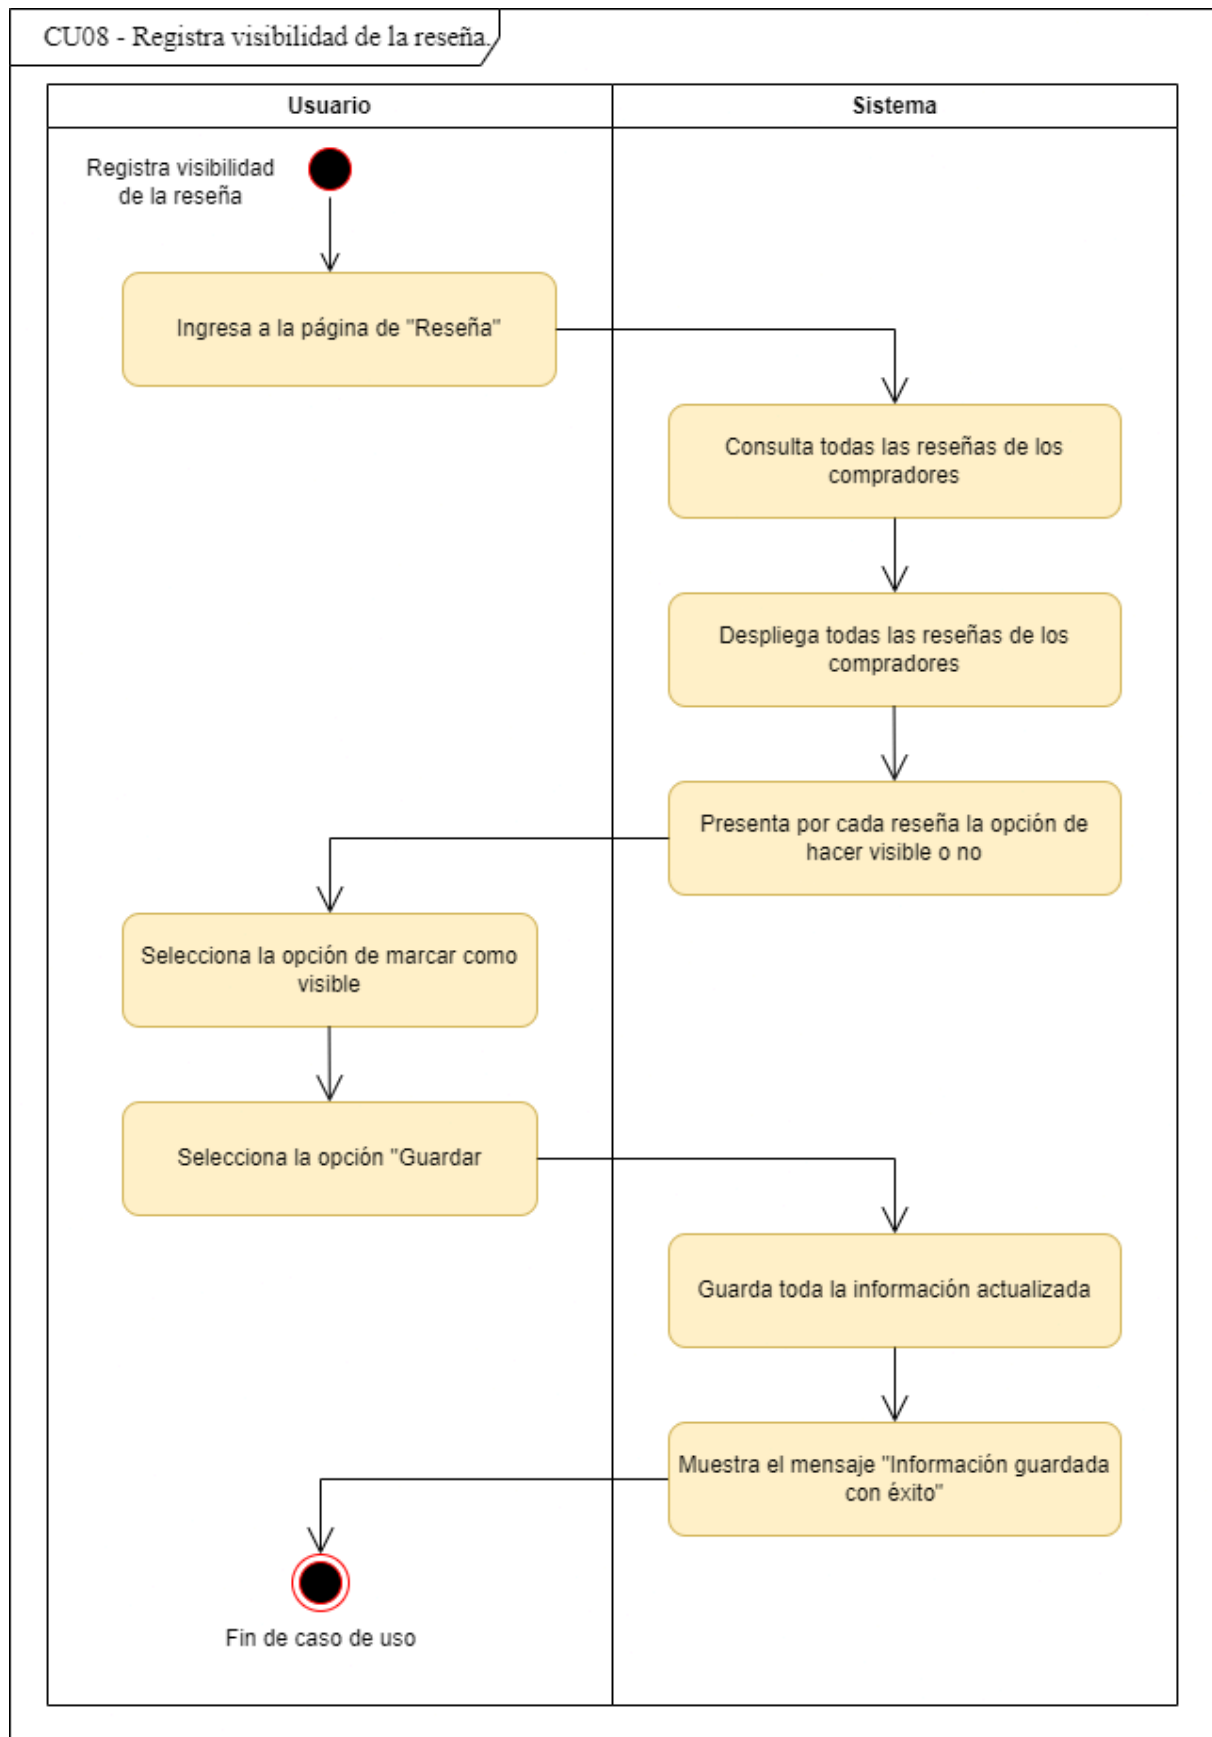 CU08 - Registra visibilidad de la reseña.
Usuario
Sistema
Registra visibilidad
de la reseña
Ingresa a la página de "Reseña"
Consulta todas las reseñas de los
compradores
Despliega todas las reseñas de los
compradores
Presenta por cada reseña la opción de
hacer visible o no
Selecciona la opción de marcar como
visible
Selecciona la opción "Guardar
Guarda toda la información actualizada
Muestra el mensaje "Información guardada
con éxito"
Fin de caso de uso